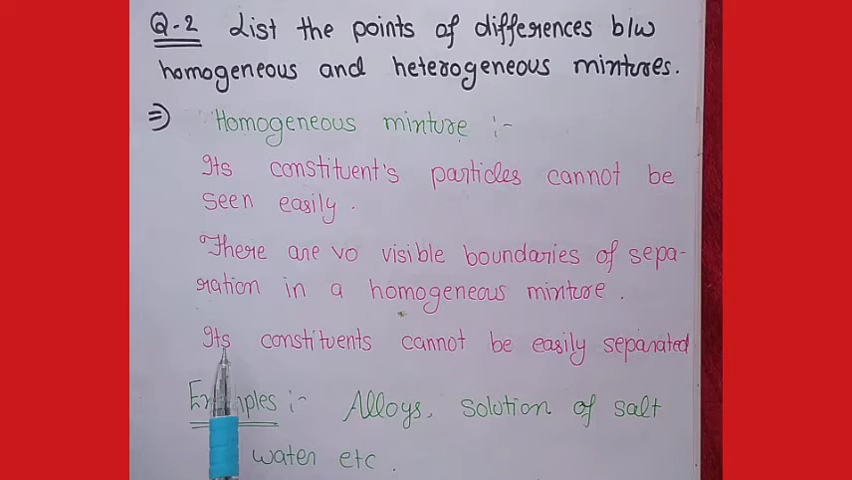 Q-2 List the points of differences b/w
homogeneous and heterogeneous mixtures.
⇒ Homogeneous mixture :-
Its constituent's particles cannot be
seen easily.
There are no visible boundaries of sepa-
ration in a homogeneous mixture.
Its constituents cannot be easily separated
Examples :- Alloys, solution of salt
water etc.